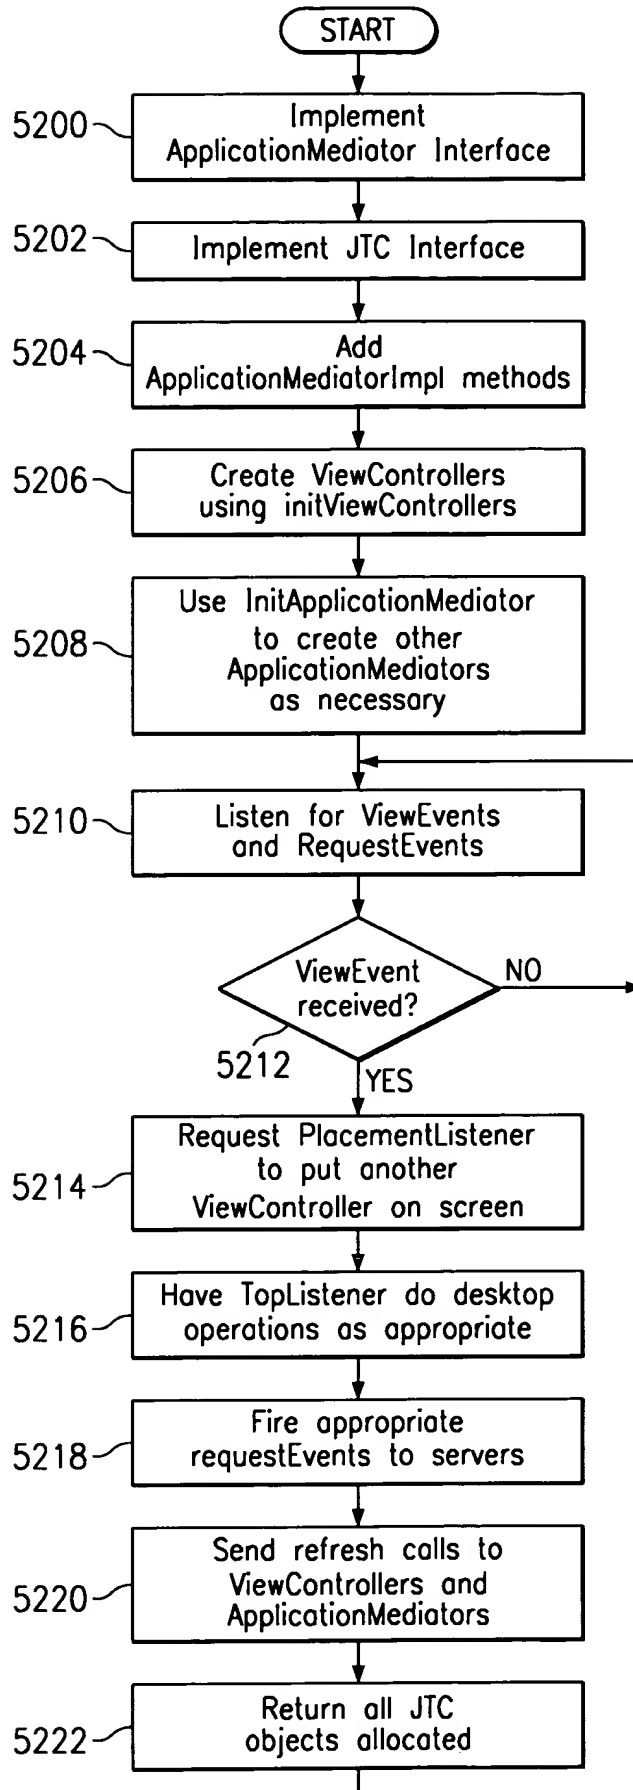 START
5200
Implement
ApplicationMediator Interface
5202
Implement JTC Interface
5204
Add
ApplicationMediatorImpl methods
5206
Create ViewControllers
using initViewControllers
5208
Use InitApplicationMediator
to create other
ApplicationMediators
as necessary
5210
Listen for ViewEvents
and RequestEvents
ViewEvent
received?
NO
5212
YES
5214
Request PlacementListener
to put another
ViewController on screen
5216
Have TopListener do desktop
operations as appropriate
5218
Fire appropriate
requestEvents to servers
5220
Send refresh calls to
ViewControllers and
ApplicationMediators
5222
Return all JTC
objects allocated